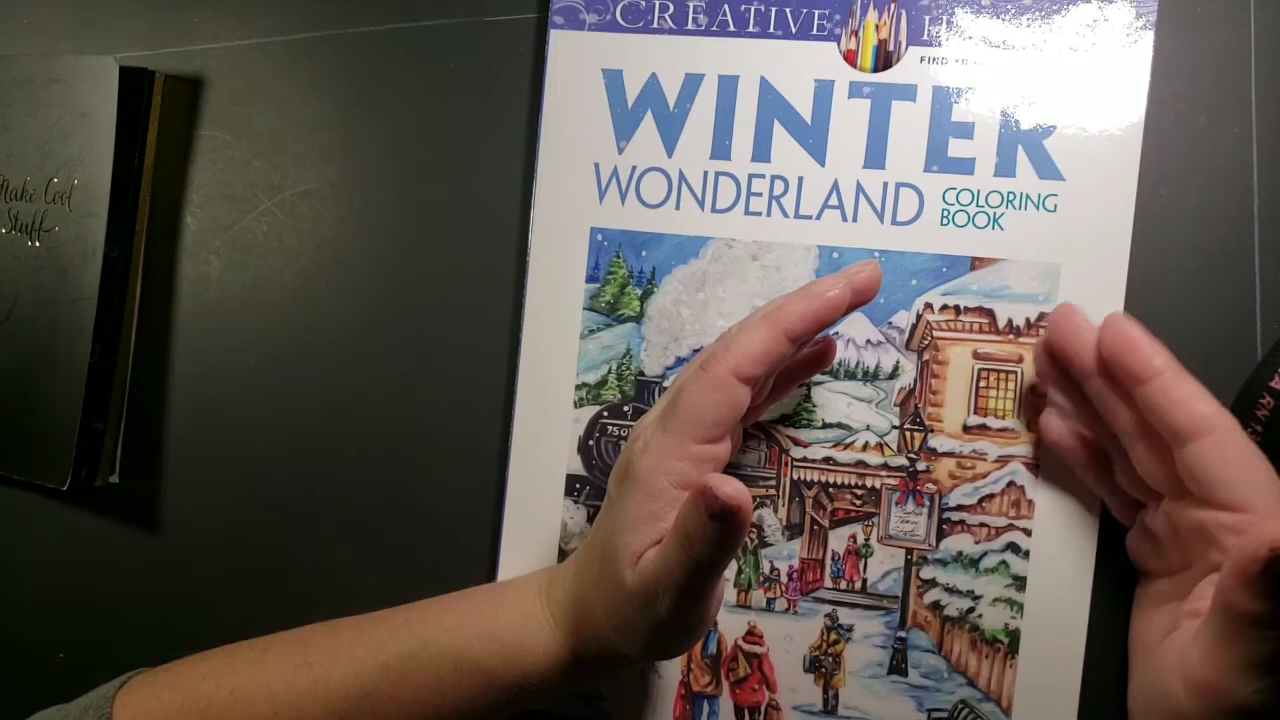 CREATIVE
WINTER
WONDERLAND
COLORING
BOOK
Make Cool
Stuff